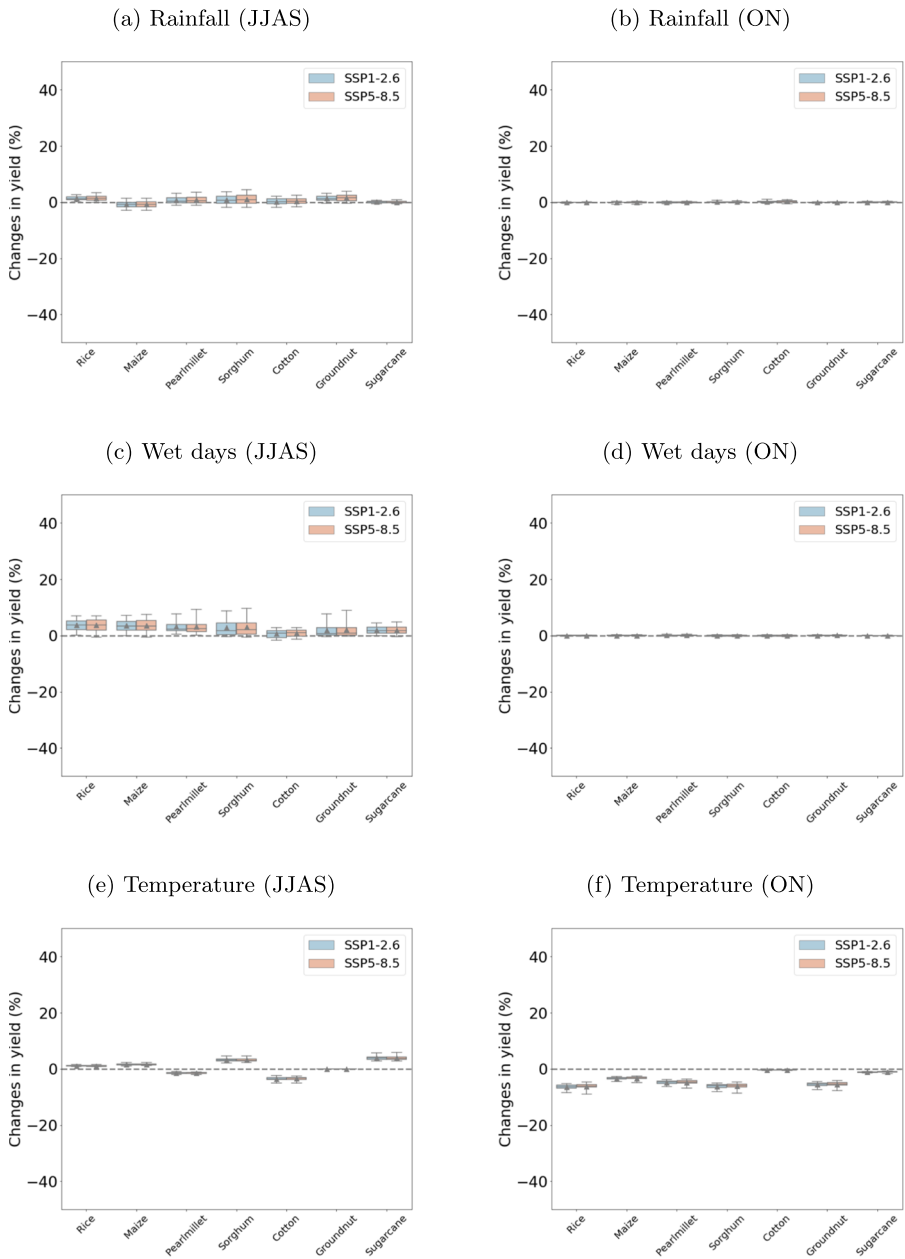 (a) Rainfall (JJAS)
SSP1-2.6
SSP5-8.5
Changes in yield (%)
40
20
0
−20
−40
Rice
Maize
Pearlmillet
Sorghum
Cotton
Groundnut
Sugarcane
(b) Rainfall (ON)
SSP1-2.6
SSP5-8.5
Changes in yield (%)
40
20
0
−20
−40
Rice
Maize
Pearlmillet
Sorghum
Cotton
Groundnut
Sugarcane
(c) Wet days (JJAS)
SSP1-2.6
SSP5-8.5
Changes in yield (%)
40
20
0
−20
−40
Rice
Maize
Pearlmillet
Sorghum
Cotton
Groundnut
Sugarcane
(d) Wet days (ON)
SSP1-2.6
SSP5-8.5
Changes in yield (%)
40
20
0
−20
−40
Rice
Maize
Pearlmillet
Sorghum
Cotton
Groundnut
Sugarcane
(e) Temperature (JJAS)
SSP1-2.6
SSP5-8.5
Changes in yield (%)
40
20
0
−20
−40
Rice
Maize
Pearlmillet
Sorghum
Cotton
Groundnut
Sugarcane
(f) Temperature (ON)
SSP1-2.6
SSP5-8.5
Changes in yield (%)
40
20
0
−20
−40
Rice
Maize
Pearlmillet
Sorghum
Cotton
Groundnut
Sugarcane